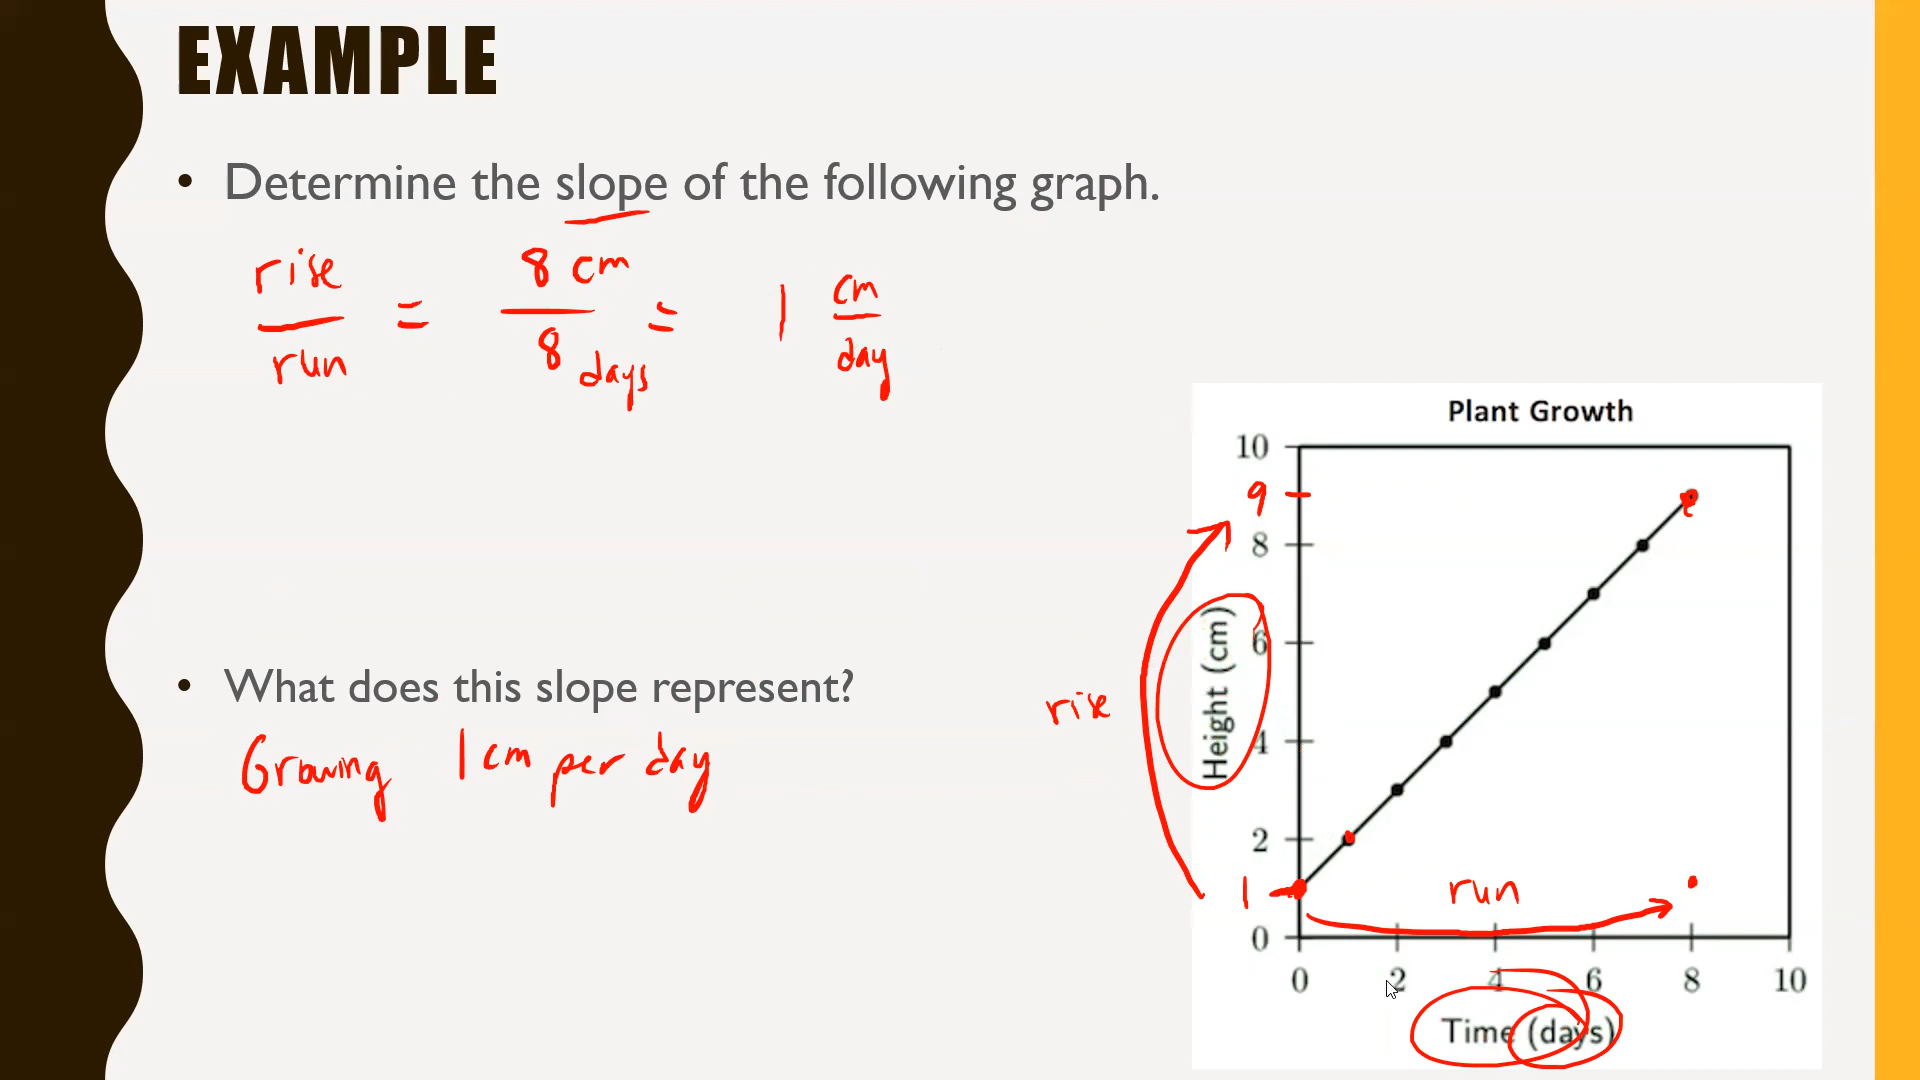 EXAMPLE
• Determine the slope of the following graph.
rise
run
=
8 cm
8 days
=
1 cm
day
• What does this slope represent?
Growing 1 cm per day
Plant Growth
10
9
8
6
4
2
1
0
Height (cm)
rise
run
0 2 4 6 8 10
Time (days)